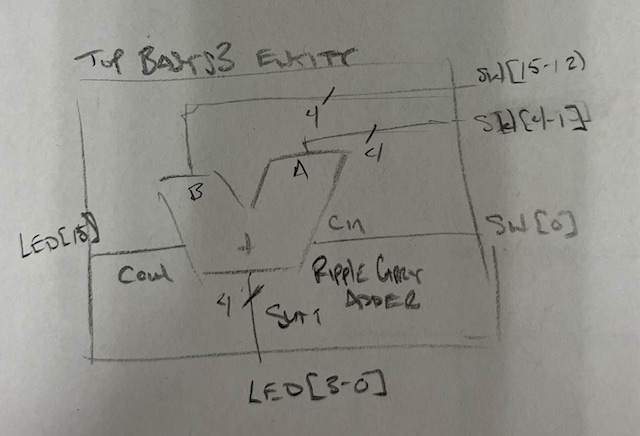 TOP BASYS3 ENTITY
SW[15-12)
4
SW[4-1]
4
A
B
Cin
SW[0]
LED[15]
+
Cout
RIPPLE CARRY
ADDER
4
SUM
LED[3-0]